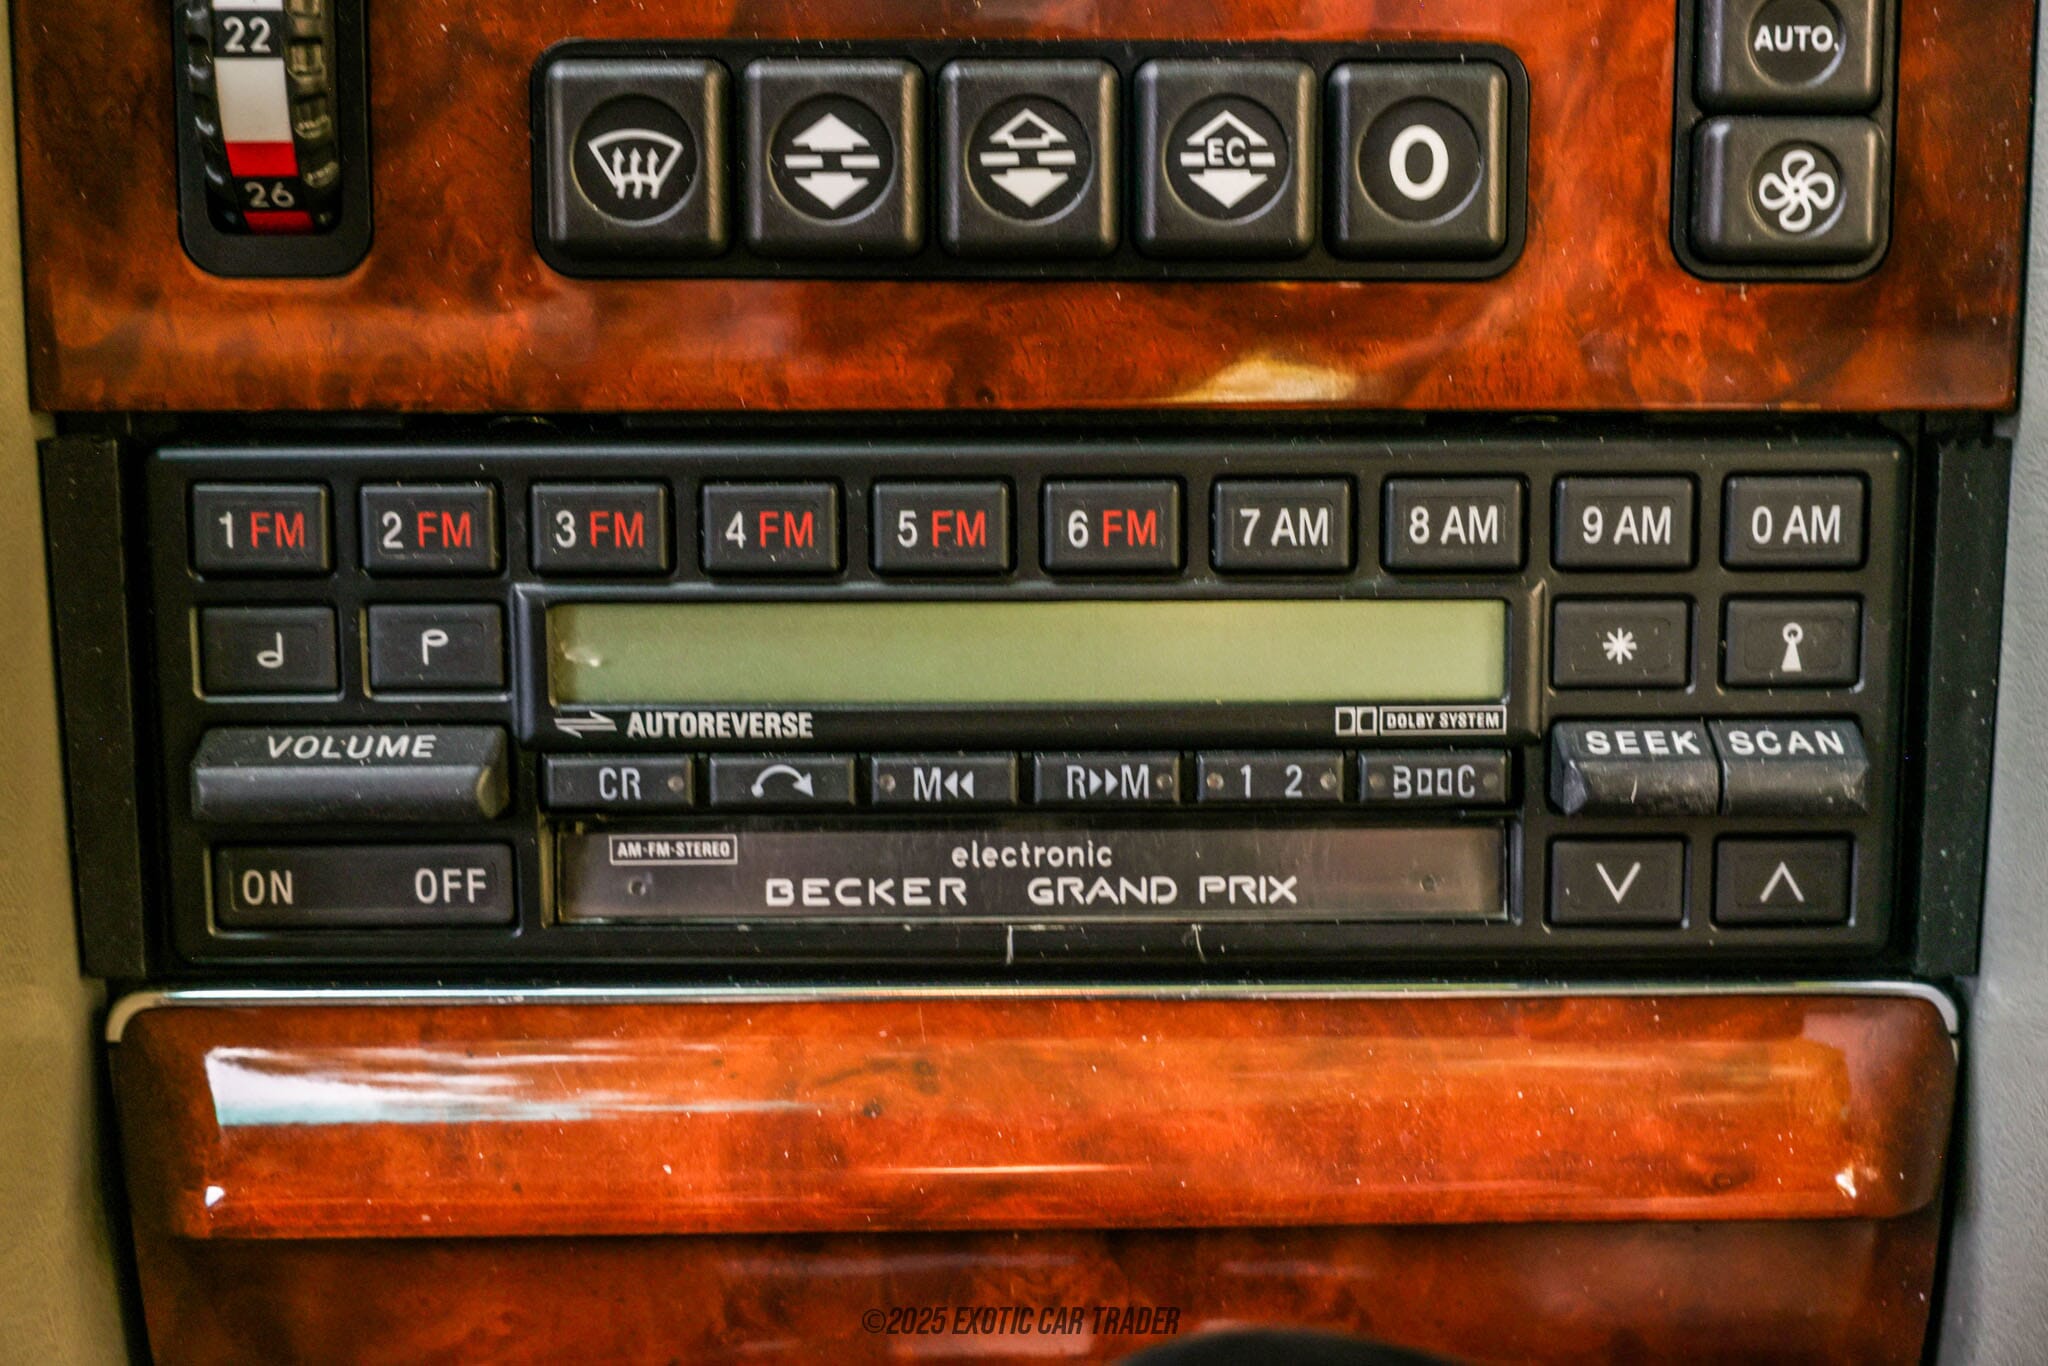 22
AUTO.
EC
0
26
1 FM 2 FM 3 FM 4 FM 5 FM 6 FM 7 AM 8 AM 9 AM 0 AM
AUTOREVERSE
DOLBY SYSTEM
VOLUME
SEEK SCAN
CR M R M 1 2 B C
AM-FM-STEREO
electronic
BECKER GRAND PRIX
ON OFF
©2025 EXOTIC CAR TRADER